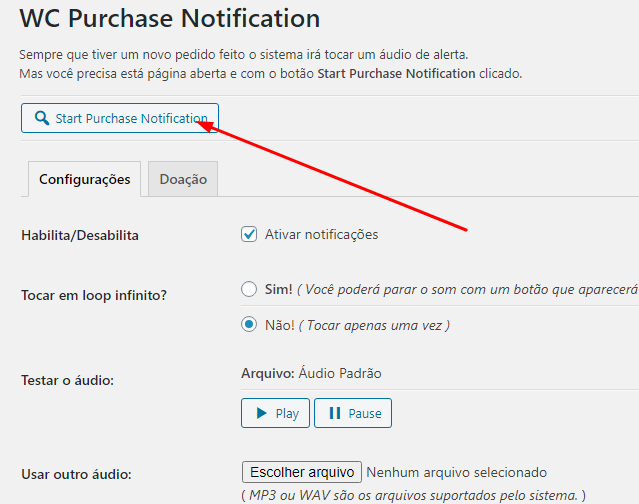 WC Purchase Notification
Sempre que tiver um novo pedido feito o sistema irá tocar um áudio de alerta.
Mas você precisa está página aberta e com o botão Start Purchase Notification clicado.
Start Purchase Notification
Configurações
Doação
Habilita/Desabilita
Ativar notificações
Tocar em loop infinito?
Sim! ( Você poderá parar o som com um botão que aparecerá
Não! ( Tocar apenas uma vez )
Testar o áudio:
Arquivo: Áudio Padrão
Play
Pause
Usar outro áudio:
Escolher arquivo Nenhum arquivo selecionado
( MP3 ou WAV são os arquivos suportados pelo sistema. )